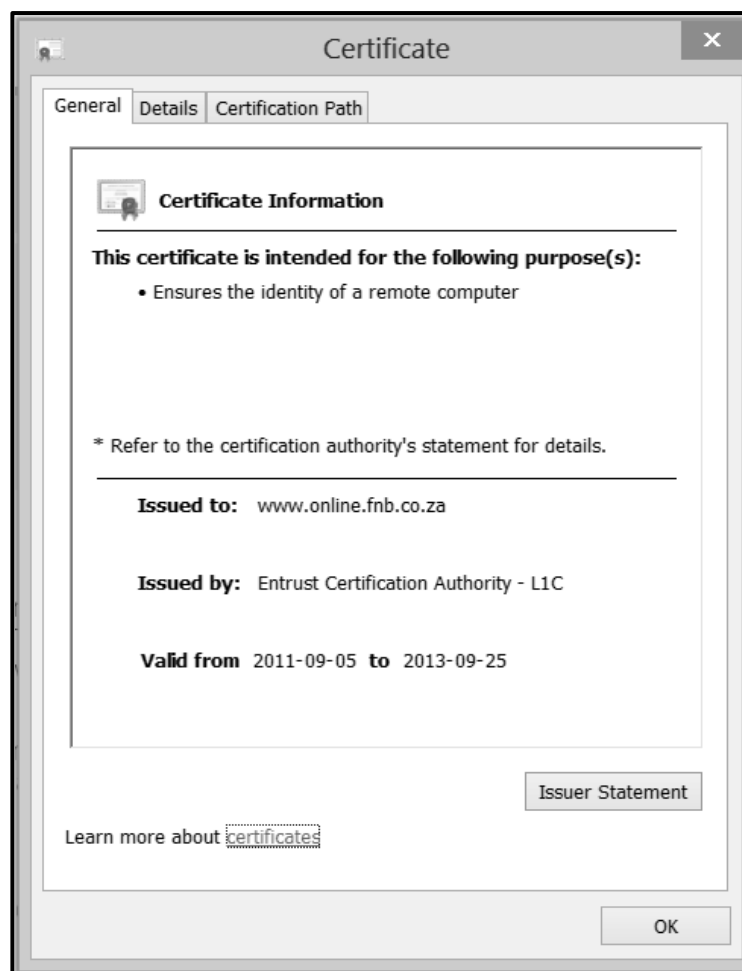 Certificate
General Details Certification Path
Certificate Information
This certificate is intended for the following purpose(s):
• Ensures the identity of a remote computer
* Refer to the certification authority's statement for details.
Issued to: www.online.fnb.co.za
Issued by: Entrust Certification Authority - L1C
Valid from 2011-09-05 to 2013-09-25
Issuer Statement
Learn more about certificates
OK